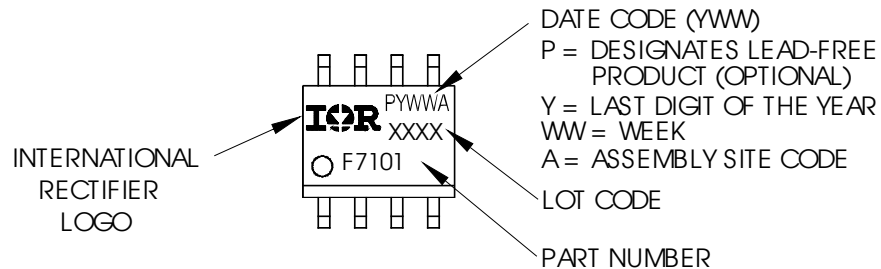 DATE CODE (YWW)
P = DESIGNATES LEAD-FREE
PRODUCT (OPTIONAL)
Y = LAST DIGIT OF THE YEAR
WW = WEEK
A = ASSEMBLY SITE CODE
LOT CODE
PART NUMBER
INTERNATIONAL
RECTIFIER
LOGO
IOR
PYWWA
XXXX
F7101